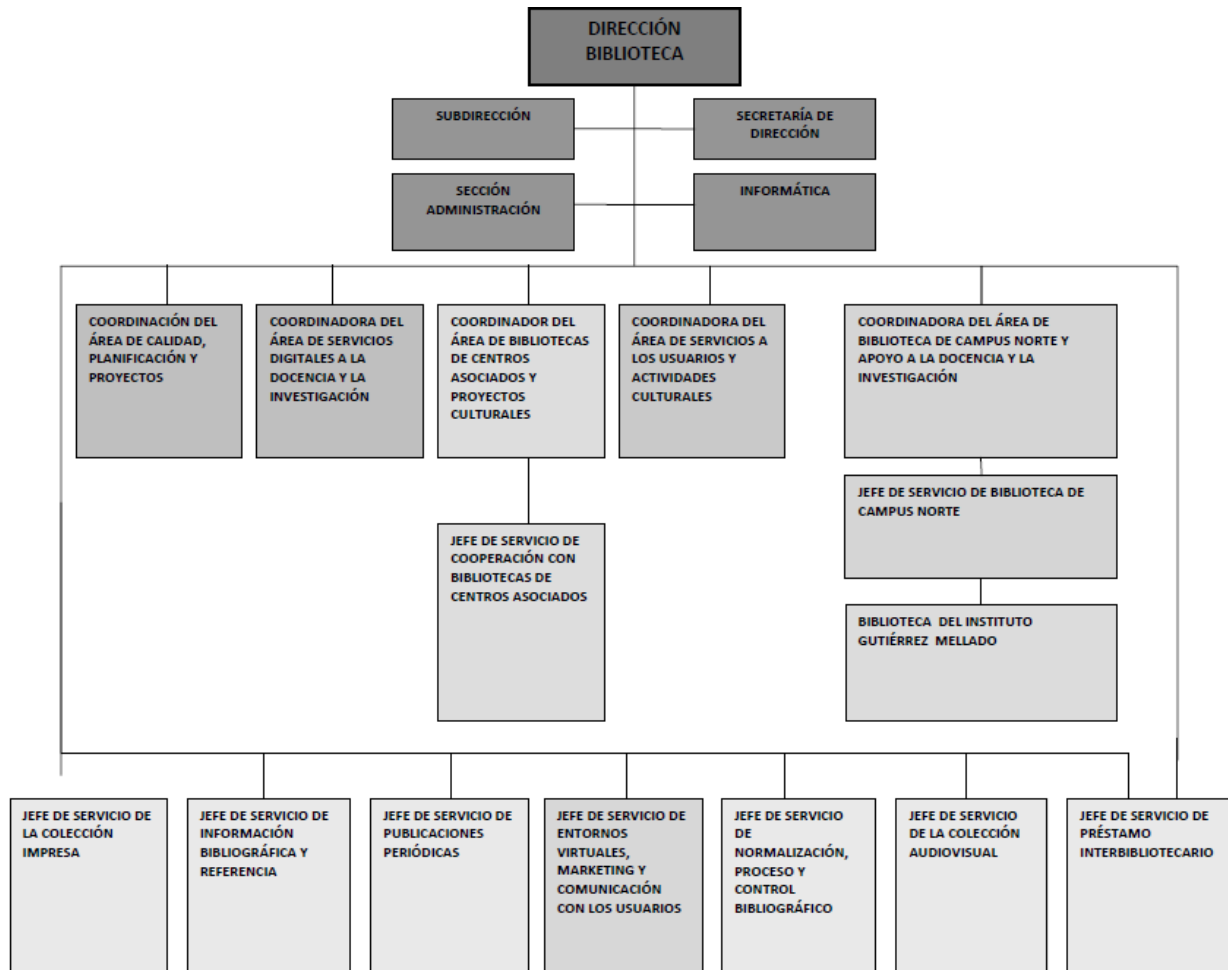 DIRECCIÓN
BIBLIOTECA
SUBDIRECCIÓN
SECRETARÍA DE
DIRECCIÓN
SECCIÓN
ADMINISTRACIÓN
INFORMÁTICA
COORDINACIÓN DEL
ÁREA DE CALIDAD,
PLANIFICACIÓN Y
PROYECTOS
COORDINADORA DEL
ÁREA DE SERVICIOS
DIGITALES A LA
DOCENCIA Y LA
INVESTIGACIÓN
COORDINADOR DEL
ÁREA DE BIBLIOTECAS
DE CENTROS
ASOCIADOS Y
PROYECTOS
CULTURALES
COORDINADORA DEL
ÁREA DE SERVICIOS A
LOS USUARIOS Y
ACTIVIDADES
CULTURALES
COORDINADORA DEL ÁREA DE
BIBLIOTECA DE CAMPUS NORTE Y
APOYO A LA DOCENCIA Y LA
INVESTIGACIÓN
JEFE DE SERVICIO DE BIBLIOTECA DE
CAMPUS NORTE
JEFE DE SERVICIO DE
COOPERACIÓN CON
BIBLIOTECAS DE
CENTROS ASOCIADOS
BIBLIOTECA DEL INSTITUTO
GUTIÉRREZ MELLADO
JEFE DE SERVICIO DE
LA COLECCIÓN
IMPRESA
JEFE DE SERVICIO DE
INFORMACIÓN
BIBLIOGRÁFICA Y
REFERENCIA
JEFE DE SERVICIO DE
PUBLICACIONES
PERIÓDICAS
JEFE DE SERVICIO DE
ENTORNOS
VIRTUALES,
MARKETING Y
COMUNICACIÓN
CON LOS USUARIOS
JEFE DE SERVICIO
DE
NORMALIZACIÓN,
PROCESO Y
CONTROL
BIBLIOGRÁFICO
JEFE DE SERVICIO
DE LA COLECCIÓN
AUDIOVISUAL
JEFE DE SERVICIO DE
PRÉSTAMO
INTERBIBLIOTECARIO